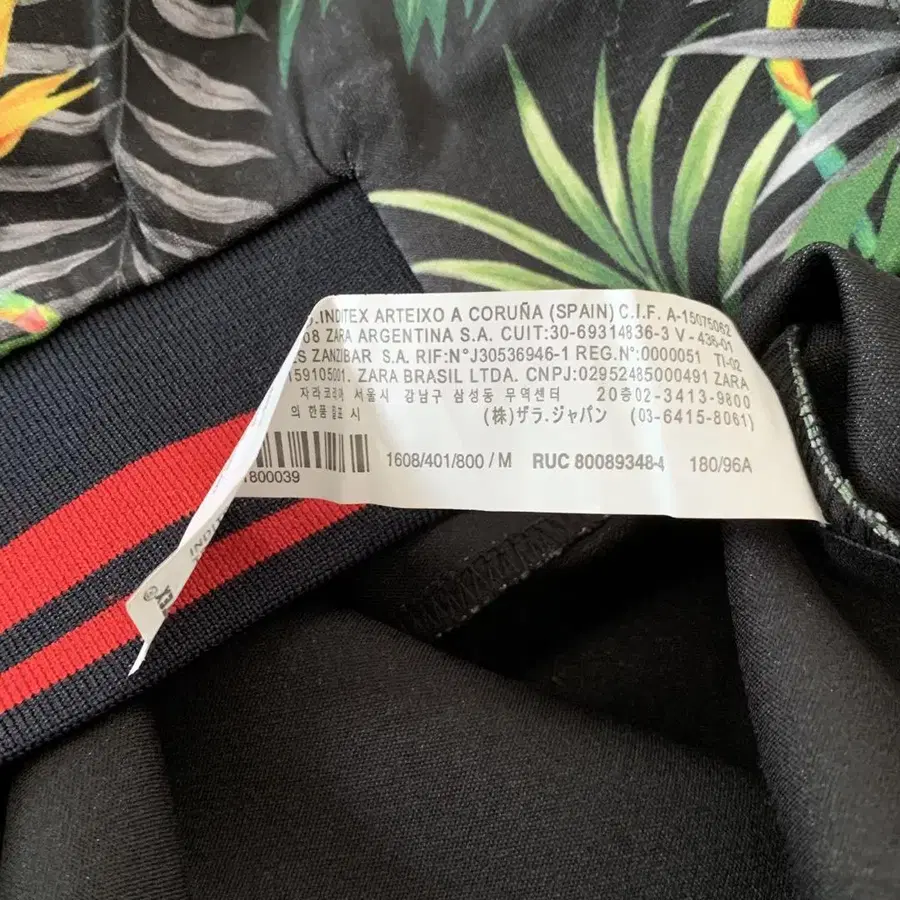 .INDITEX ARTEIXO A CORUÑA (SPAIN) C.I.F. A-15075062
08 ZARA ARGENTINA S.A. CUIT:30-69314836-3 V - 436-01
ES ZANZIBAR S.A. RIF:N°J30536946-1 REG.N°:0000051 TI-02
159105001. ZARA BRASIL LTDA. CNPJ:02952485000491 ZARA
자라코리아 서울시 강남구 삼성동 무역센터 20층02-3413-9800
의 한품 표시 (株)ザラ.ジャパン (03-6415-8061)
1608/401/800 / M RUC 80089348-4 180/96A
1800039